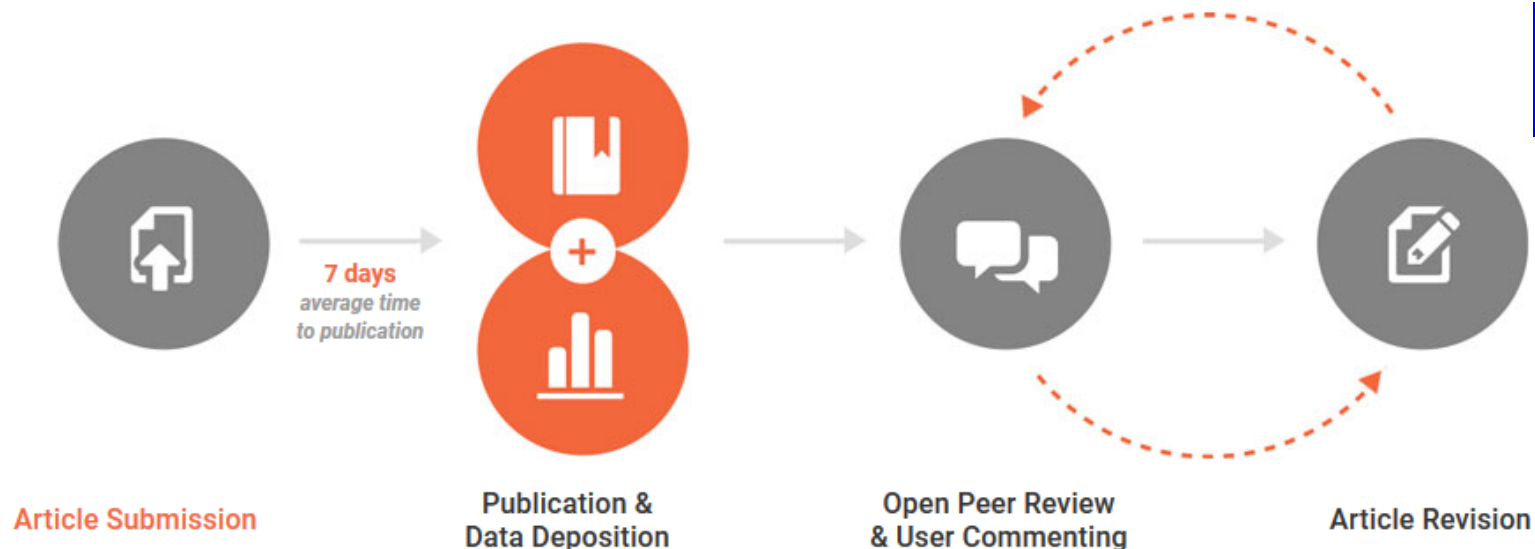 7 days
average time
to publication
Article Submission
Publication &
Data Deposition
Open Peer Review
& User Commenting
Article Revision